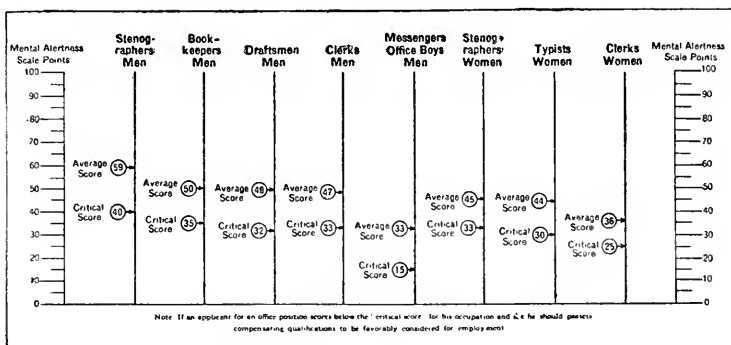 Mental Alertness
Scale Points
Stenog-
raphers
Men
Book-
keepers
Men
Draftsmen
Men
Clerks
Men
Messengers
Office Boys
Men
Stenog-
raphers
Women
Typists
Women
Clerks
Women
Mental Alertness
Scale Points
100
90
80
70
60
50
40
30
20
10
0
Average
Score
59
Critical
Score
40
Average
Score
50
Critical
Score
35
Average
Score
48
Critical
Score
32
Average
Score
47
Critical
Score
33
Average
Score
33
Critical
Score
15
Average
Score
45
Critical
Score
33
Average
Score
44
Critical
Score
30
Average
Score
36
Critical
Score
25
100
90
80
70
60
50
40
30
20
10
0
Note If an applicant for an office position scores below the "critical score" for his occupation and he should possess
compensating qualifications to be favorably considered for employment